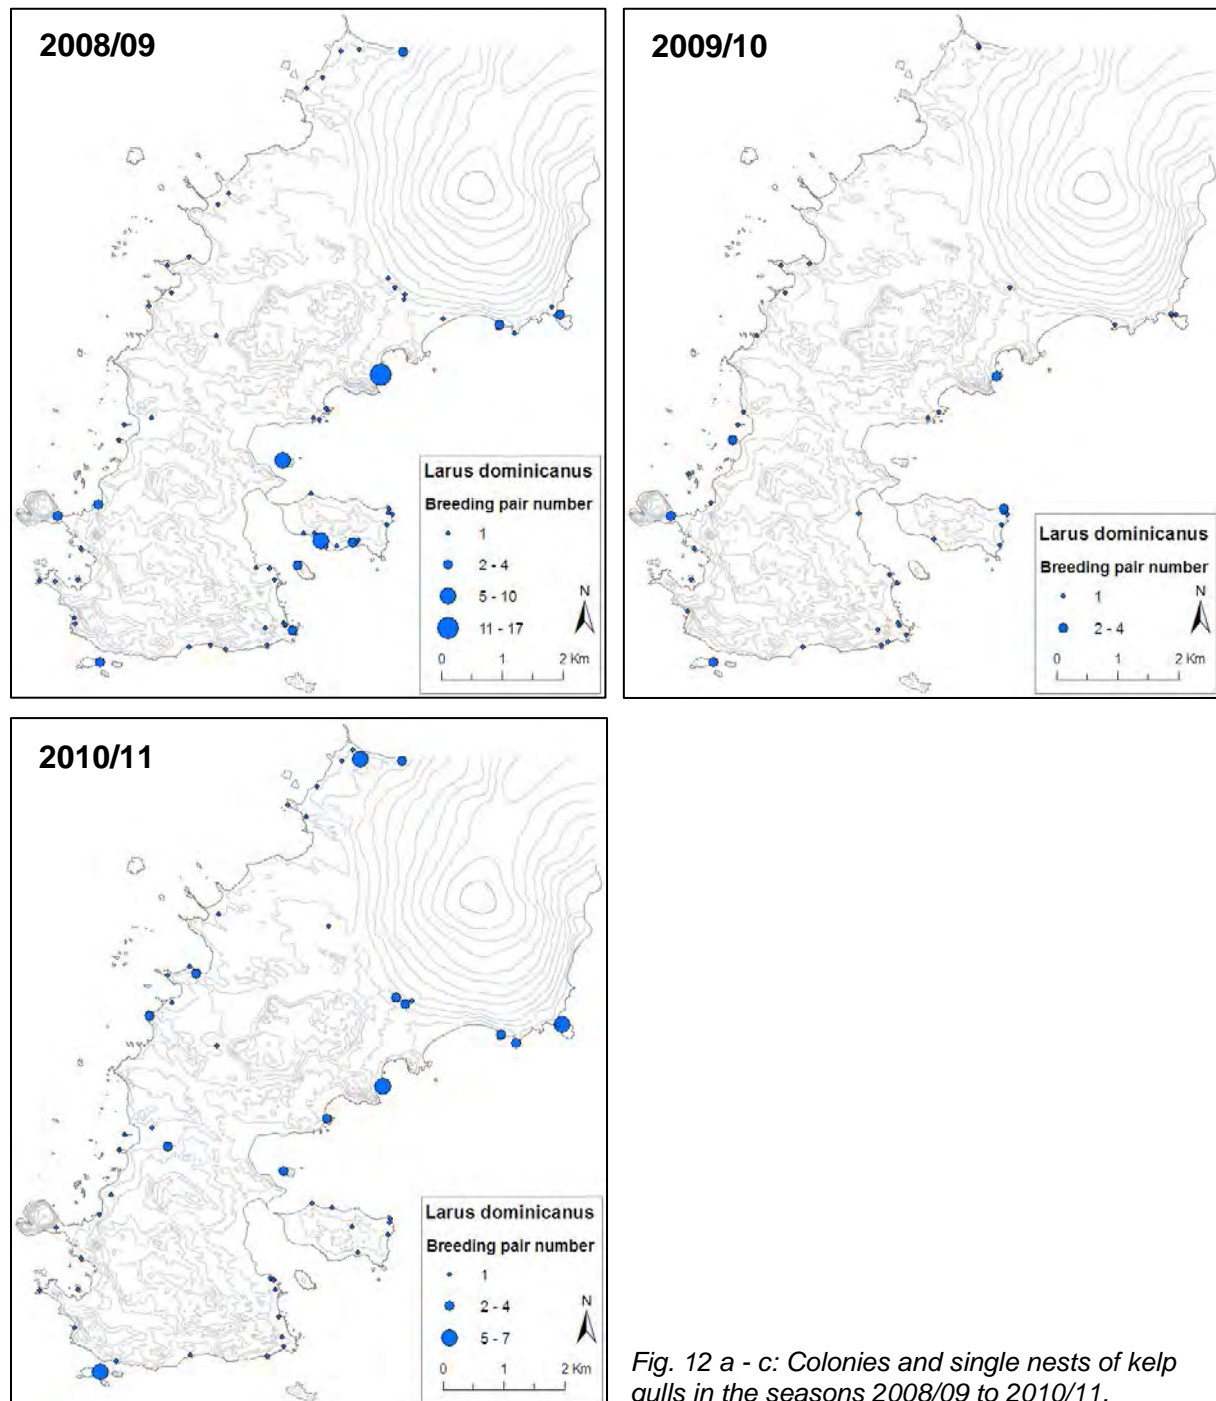 2008/09
Larus dominicanus
Breeding pair number
1
2 - 4
5 - 10
11 - 17
N
0 1 2 Km
2009/10
Larus dominicanus
Breeding pair number
1
2 - 4
N
0 1 2 Km
2010/11
Larus dominicanus
Breeding pair number
1
2 - 4
5 - 7
N
0 1 2 Km
Fig. 12 a - c: Colonies and single nests of kelp
gulls in the seasons 2008/09 to 2010/11.